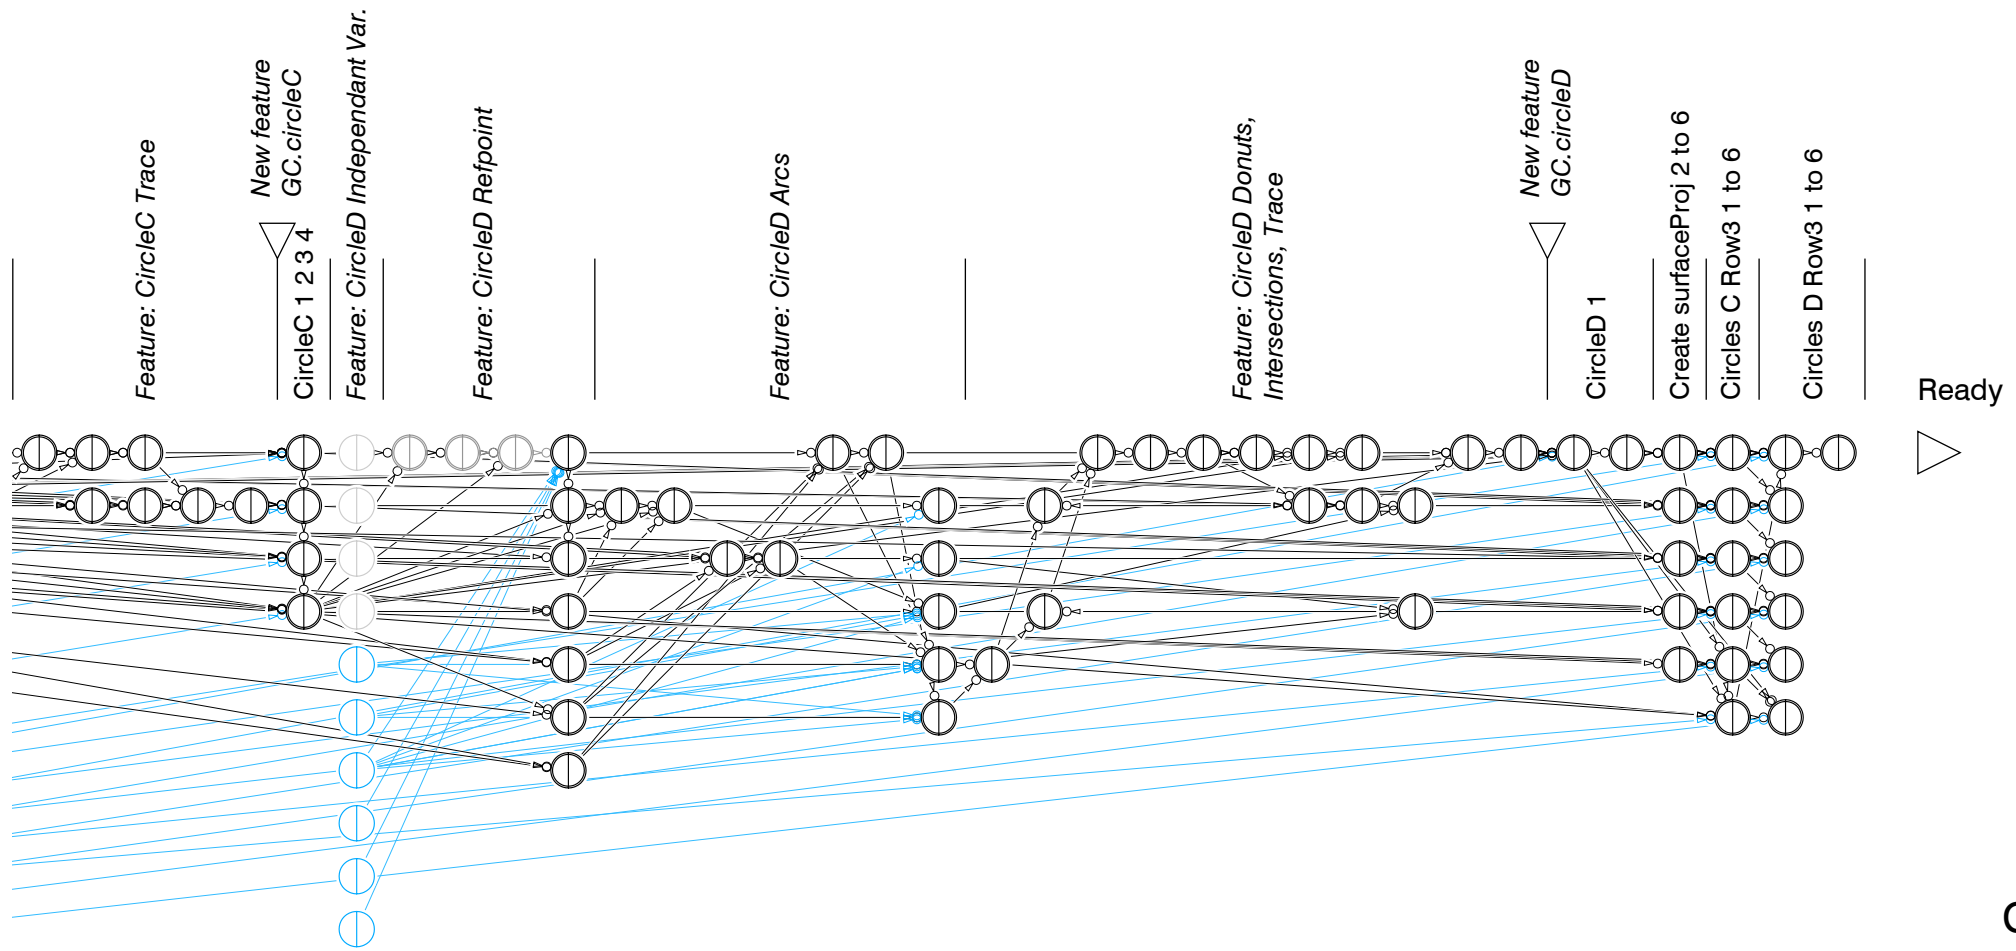 Feature: CircleC Trace
New feature
GC.circleC
CircleC 1 2 3 4
Feature: CircleD Independant Var.
Feature: CircleD Refpoint
Feature: CircleD Arcs
Feature: CircleD Donuts,
Intersections, Trace
New feature
GC.circleD
CircleD 1
Create surfaceProj 2 to 6
Circles C Row3 1 to 6
Circles D Row3 1 to 6
Ready